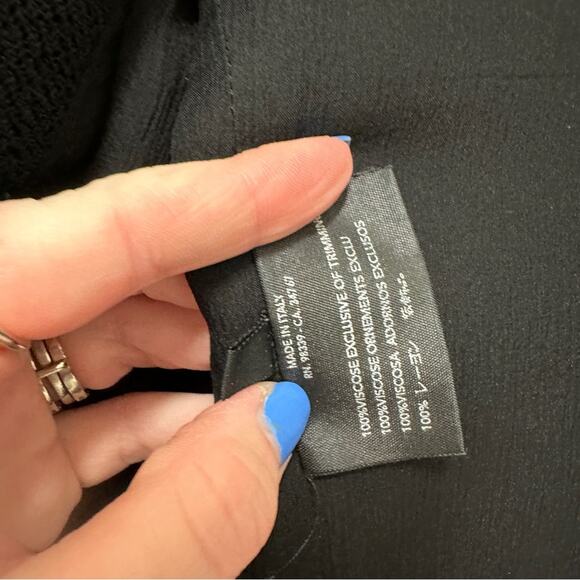 MADE IN ITALY
RN. 98339 - CA. 34761
100%VISCOSE EXCLUSIVE OF TRIMMING
100%VISCOSE ORNEMENTS EXCLU
100%VISCOSA, ADORNOS EXCLUSOS
100% レーヨン